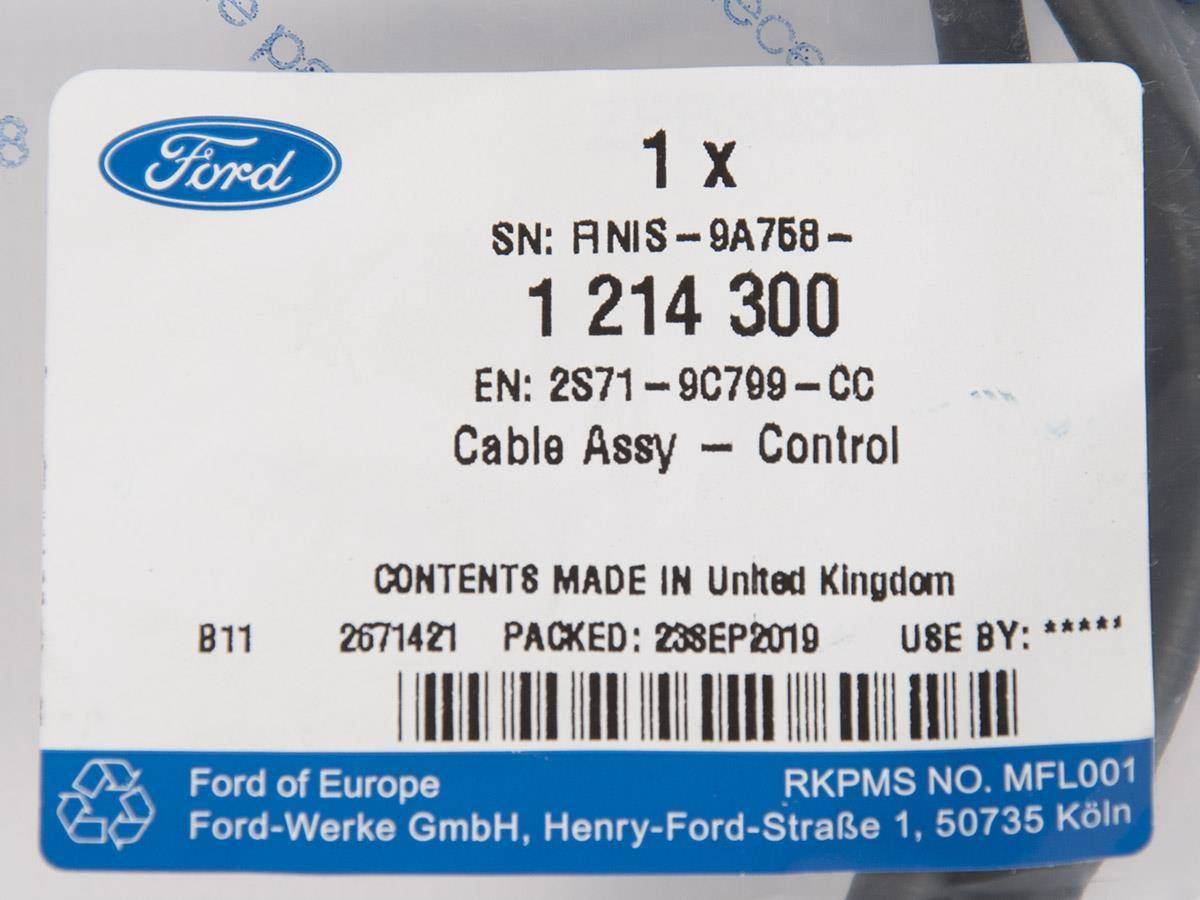 Ford
1 x
SN: FINIS-9A758-
1 214 300
EN: 2S71-9C799-CC
Cable Assy - Control
CONTENTS MADE IN United Kingdom
B11 2671421 PACKED: 23SEP2019 USE BY: *****
Ford of Europe RKPMS NO. MFL001
Ford-Werke GmbH, Henry-Ford-Straße 1, 50735 Köln